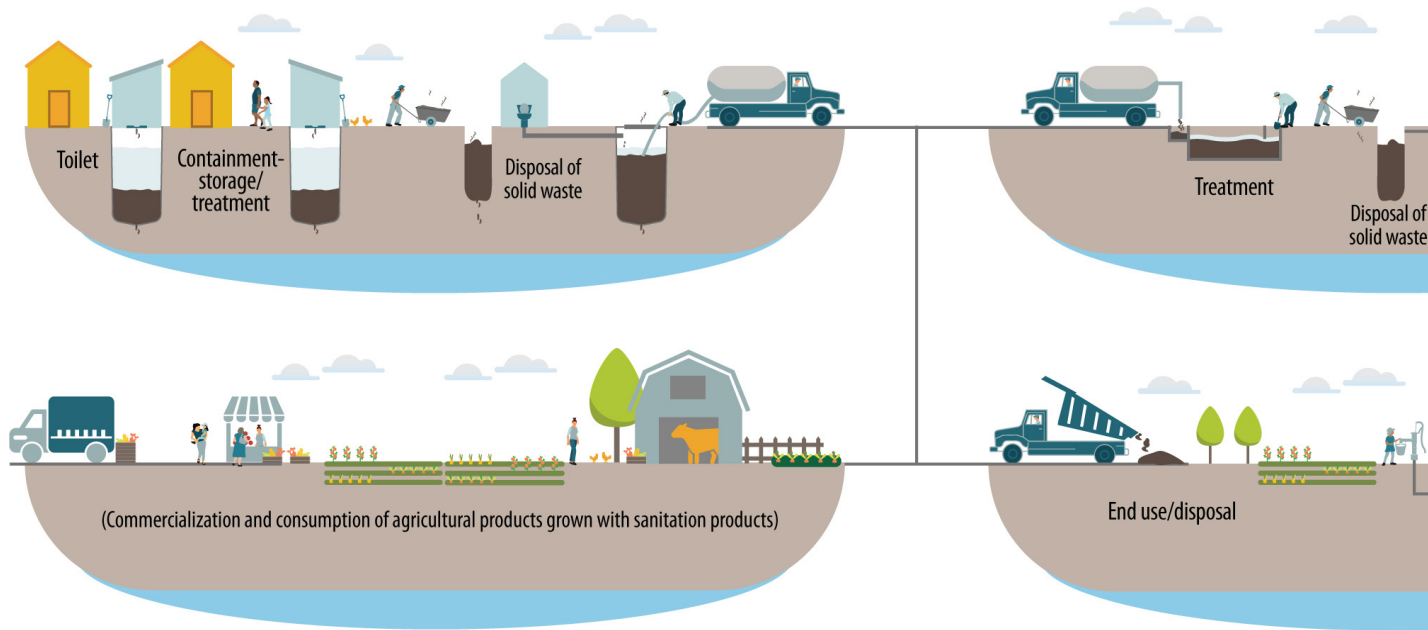 Toilet
Containment-
storage/
treatment
Disposal of
solid waste
Treatment
Disposal of
solid waste
(Commercialization and consumption of agricultural products grown with sanitation products)
End use/disposal